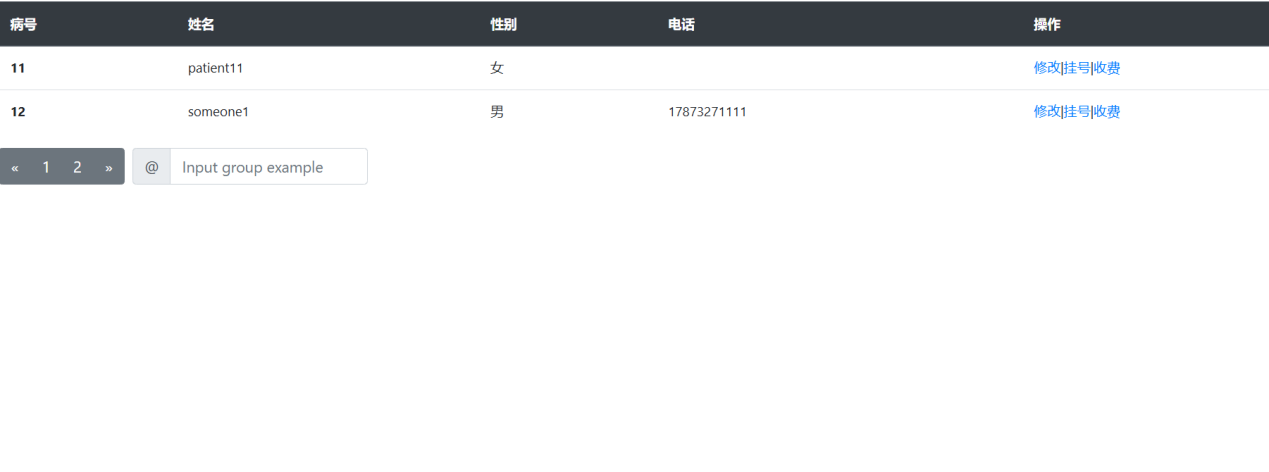 病号 姓名 性别 电话 操作
11 patient11 女 修改|挂号|收费
12 someone1 男 17873271111 修改|挂号|收费
« 1 2 » @ Input group example